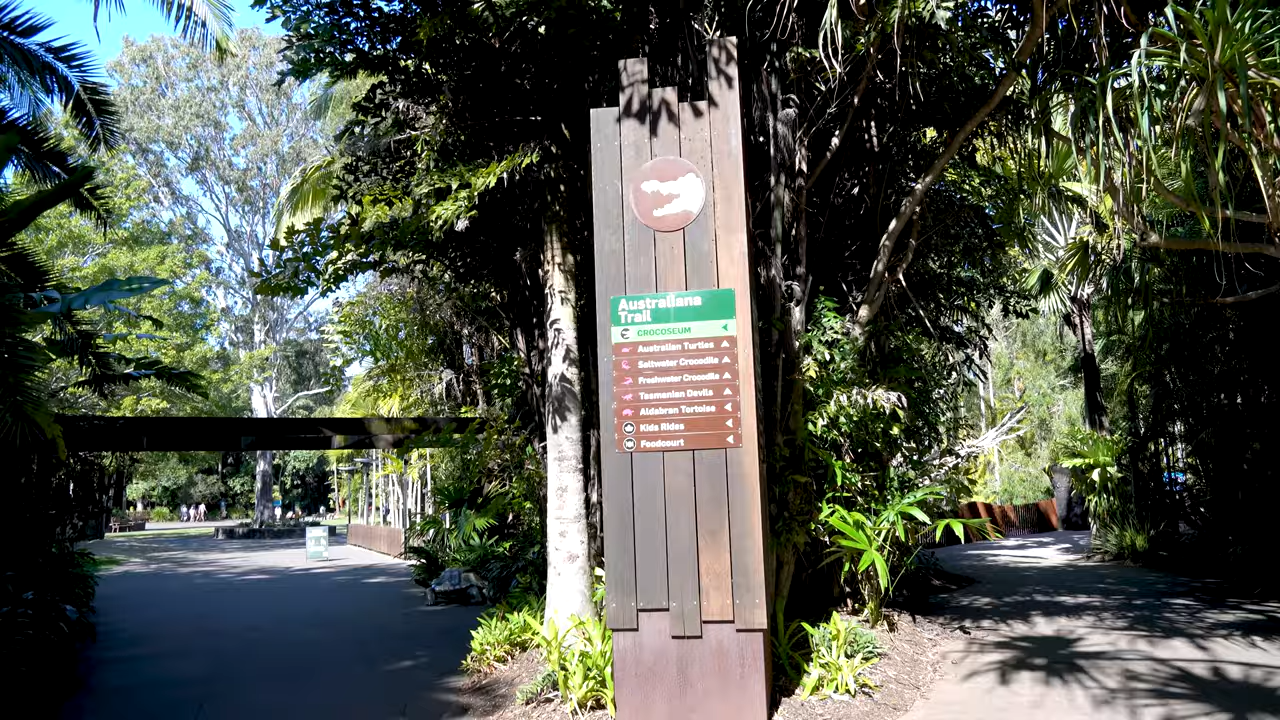 Australiana
Trail
CROCOSEUM
Australian Turtles
Saltwater Crocodile
Freshwater Crocodile
Tasmanian Devils
Aldabran Tortoise
Kids Rides
Foodcourt